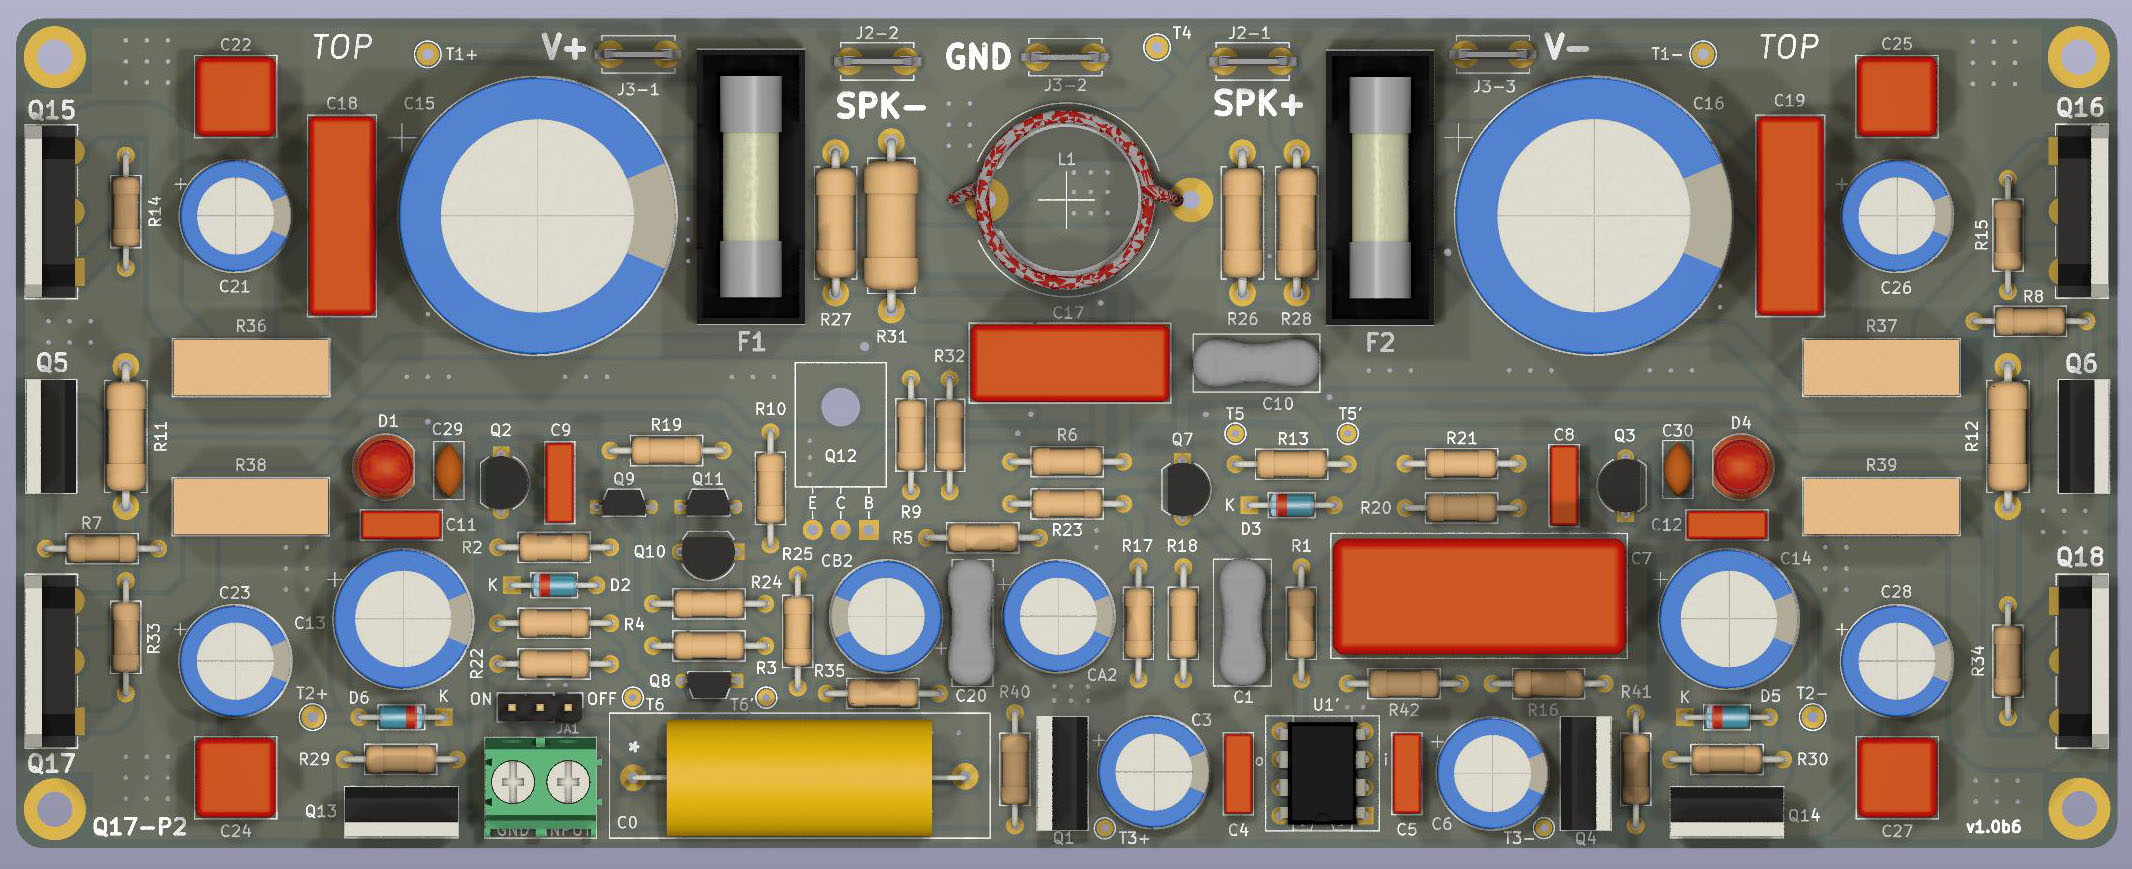 C22
TOP
T1+
V+
J2-2
GND
T4
J2-1
V-
T1-
TOP
C25
Q15
C18
C15
J3-1
SPK-
J3-2
SPK+
J3-3
C16
C19
Q16
R14
L1
R15
C21
C26
R36
R27
R31
C17
R26
R28
R37
R8
F1
F2
Q5
R32
Q6
R11
D1
C29
Q2
C9
R19
R10
C10
T5
T5'
R6
Q7
R13
R21
C8
Q3
C30
D4
R12
Q12
R38
R39
Q9
Q11
E C B
R9
K
D3
R20
R7
C11
R2
Q10
R5
R23
C12
R25
CB2
R17
R18
R1
C7
C14
Q18
C23
C13
K
D2
R24
C28
R33
R4
R22
R3
R35
Q8
C20
CA2
C1
R34
T2+
D6
K
ON
OFF
T6
T6'
R40
R42
R16
R41
K
D5
T2-
JA1
U1'
C3
Q17
R29
*
o
i
R30
Q13
Q14
Q17-P2
C24
GND
INPUT
C0
Q1
T3+
C4
C5
C6
T3-
Q4
C27
v1.0b6